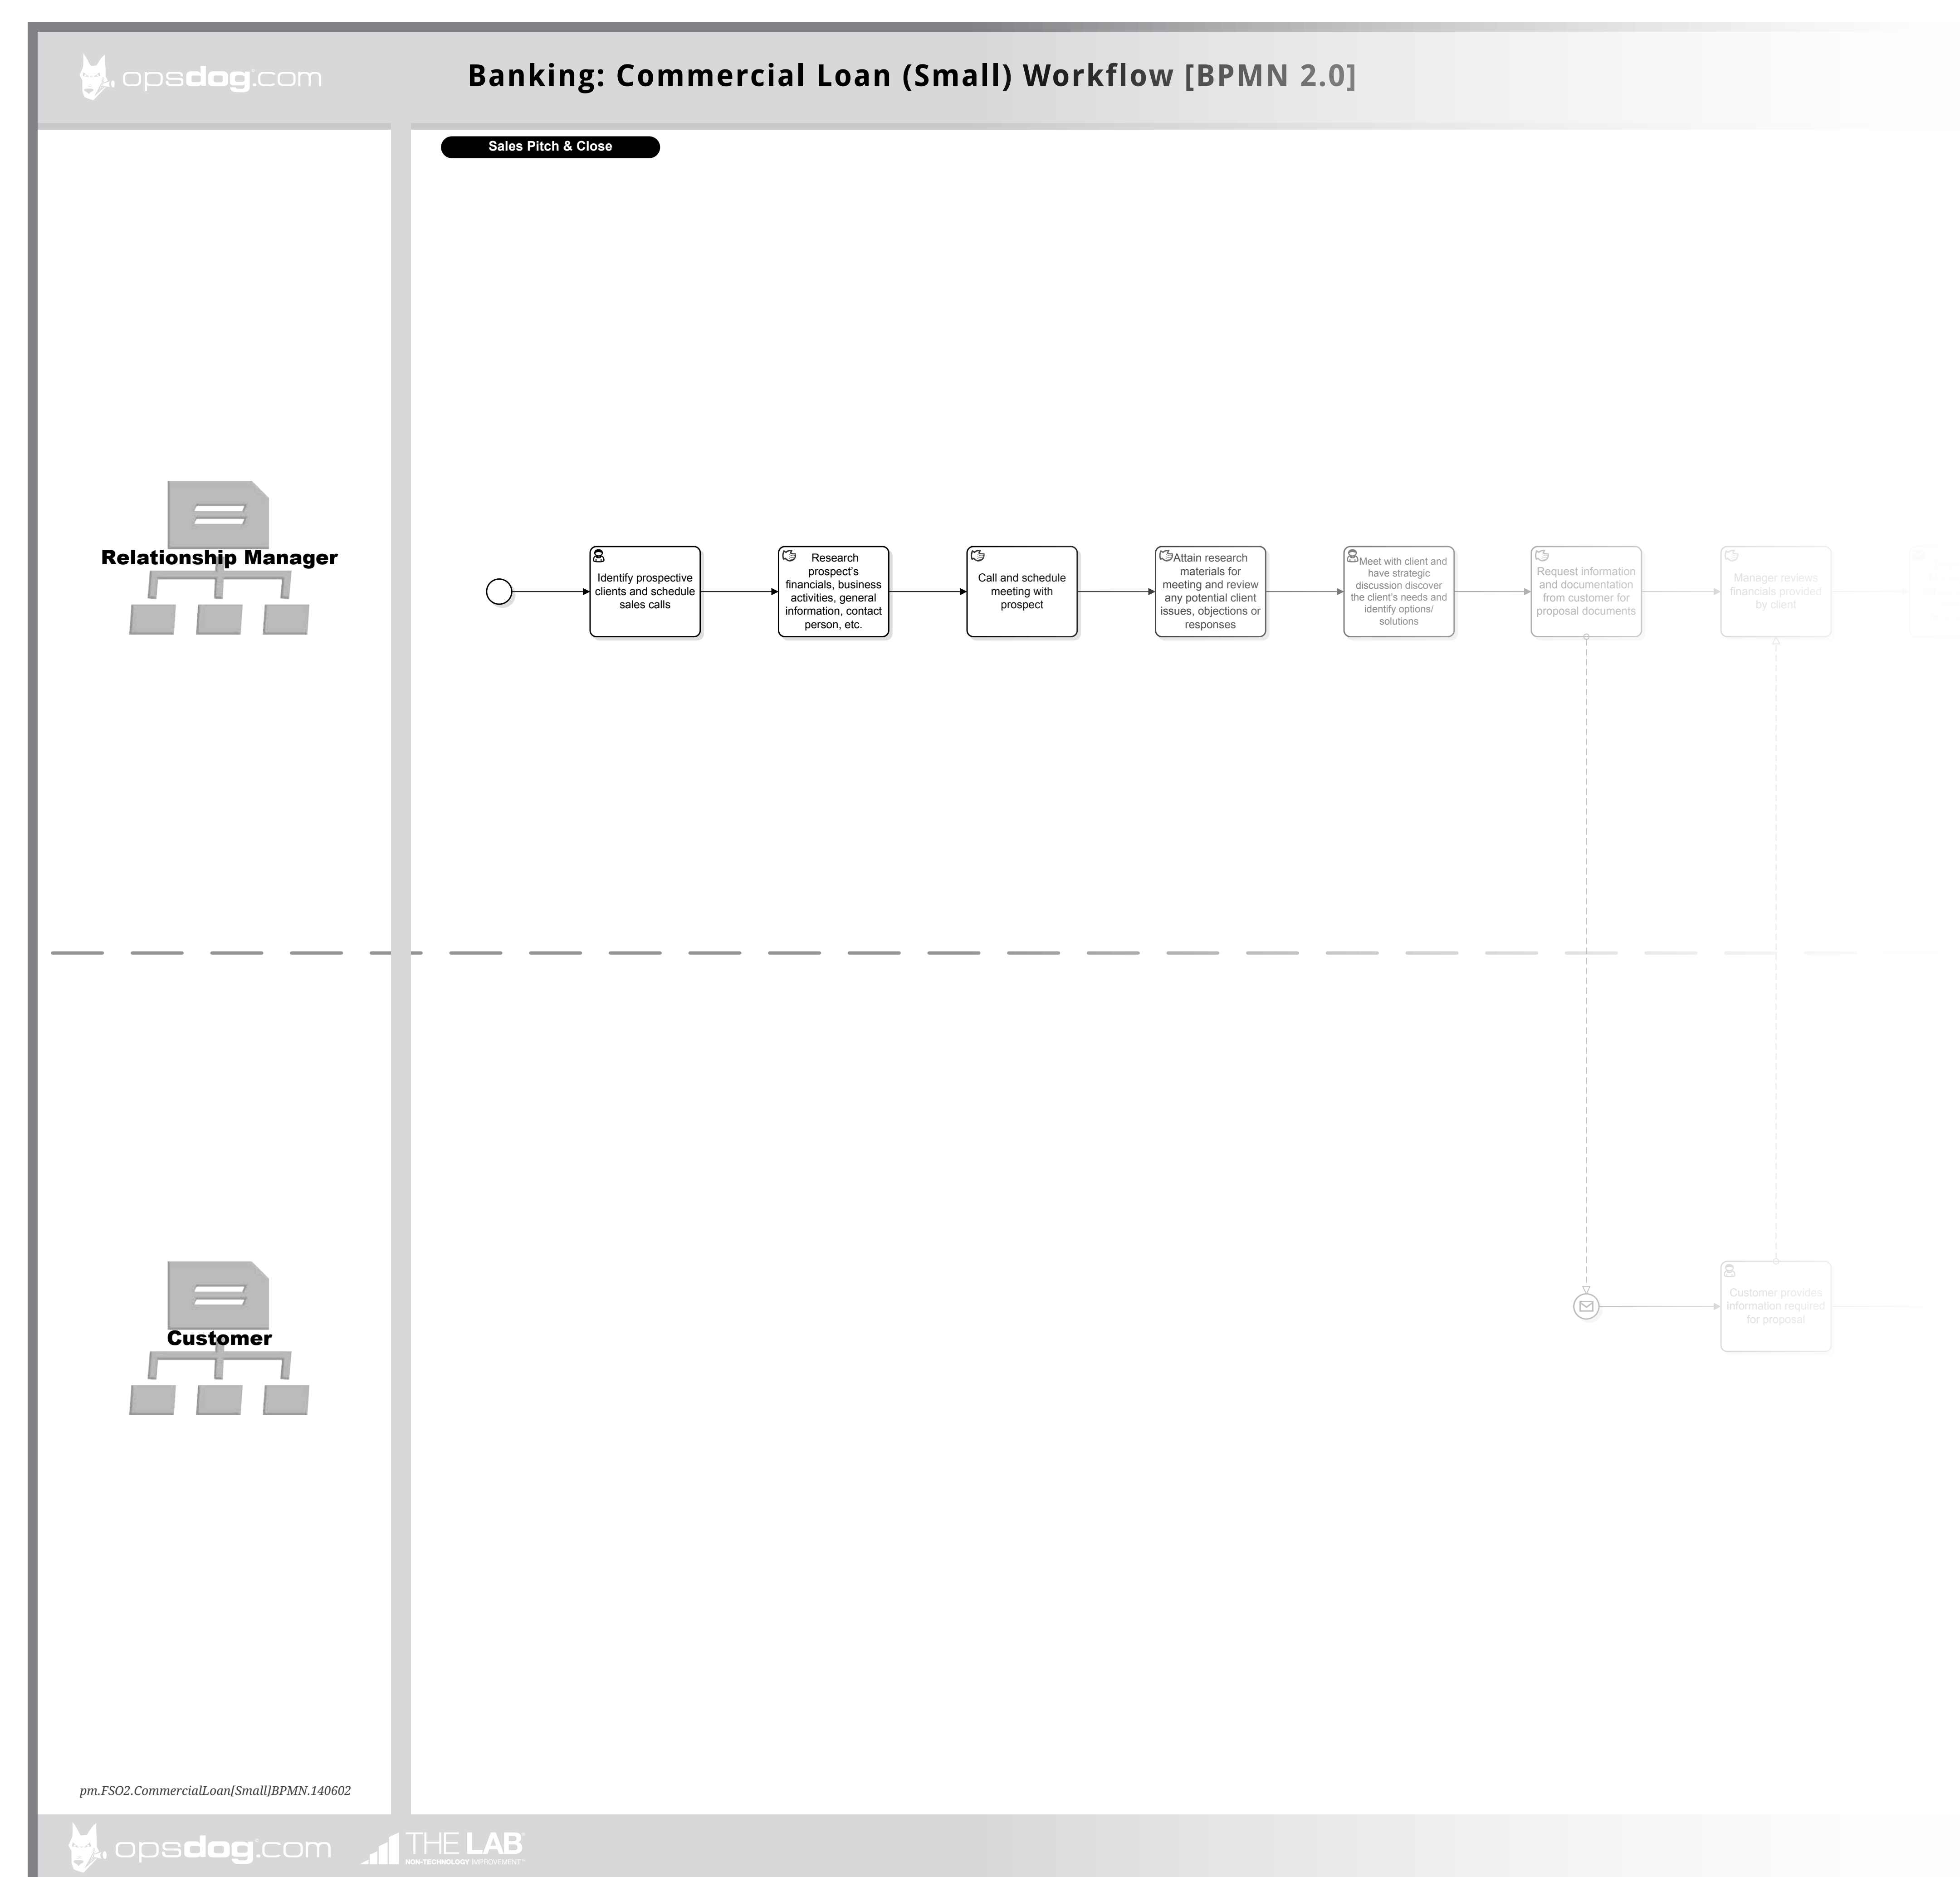 opsdog.com
Banking: Commercial Loan (Small) Workflow [BPMN 2.0]
Sales Pitch & Close
Relationship Manager
Identify prospective
clients and schedule
sales calls
Research
prospect's
financials, business
activities, general
information, contact
person, etc.
Call and schedule
meeting with
prospect
Attain research
materials for
meeting and review
any potential client
issues, objections or
responses
Meet with client and
have strategic
discussion discover
the client's needs and
identify options/
solutions
Request information
and documentation
from customer for
proposal documents
Manager reviews
financials provided
by client
Customer
Customer provides
information required
for proposal
pm.FSO2.CommercialLoan[Small]BPMN.140602
opsdog.com
THE LAB
NON-TECHNOLOGY IMPROVEMENT